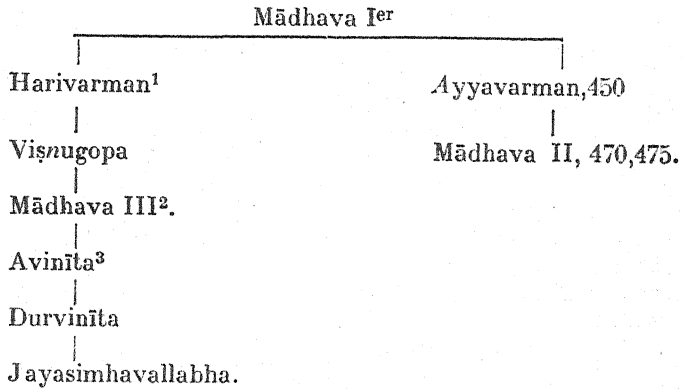 Mādhava Iᵉʳ
Harivarman¹ Ayyavarman,450
Viṣnugopa Mādhava II, 470,475.
Mādhava III².
Avinīta³
Durvinīta
Jayasimhavallabha.